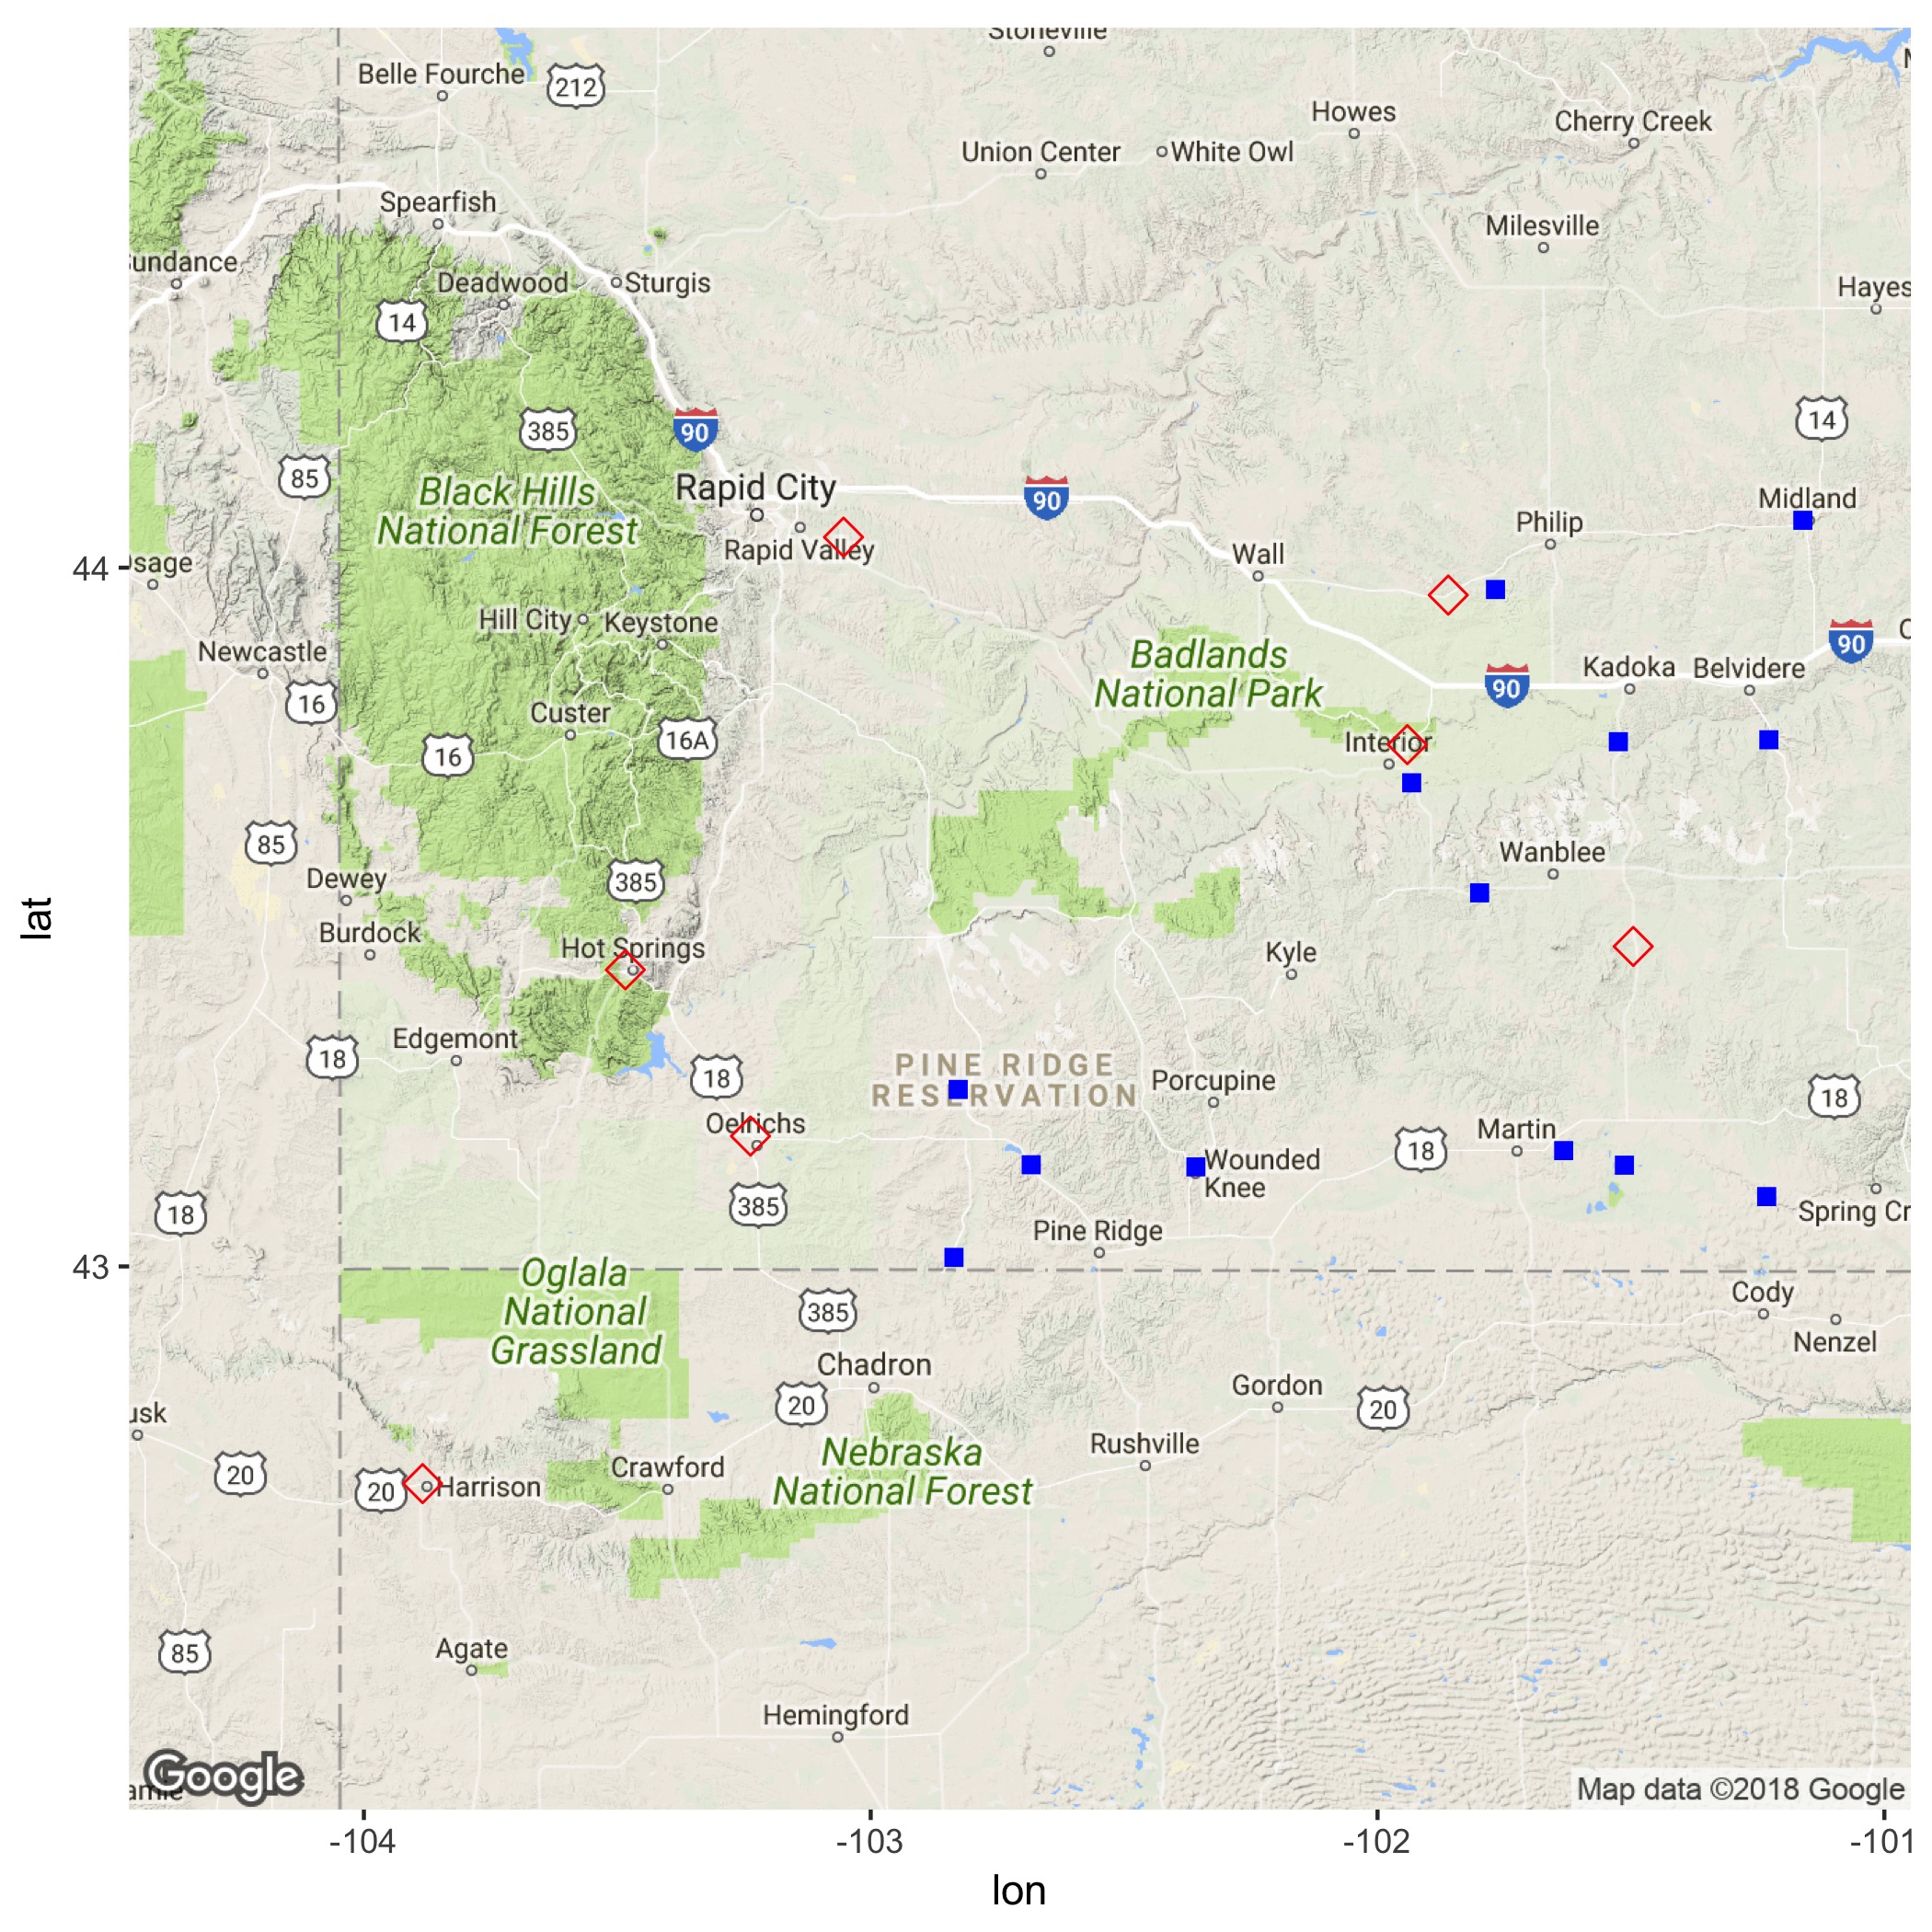 Stoneville
Belle Fourche
212
Howes
Cherry Creek
Union Center
White Owl
Spearfish
Milesville
undance
Deadwood
Sturgis
Hayes
14
14
385
90
85
Black Hills
National Forest
Rapid City
90
Midland
Philip
Rapid Valley
Wall
44
sage
Hill City
Keystone
Newcastle
Badlands
National Park
90
Kadoka
Belvidere
90
16
Custer
16A
16
Interior
85
Wanblee
Dewey
385
lat
Burdock
Hot Springs
Kyle
Edgemont
18
18
PINE RIDGE
RESERVATION
Porcupine
18
Oelrichs
Martin
18
Wounded
Knee
385
18
Spring Cr
Pine Ridge
43
Oglala
National
Grassland
385
Cody
Nenzel
Chadron
Gordon
20
20
usk
Nebraska
National Forest
Rushville
Crawford
20
20
Harrison
85
Agate
Hemingford
Google
amie
Map data ©2018 Google
-104
-103
-102
-101
lon